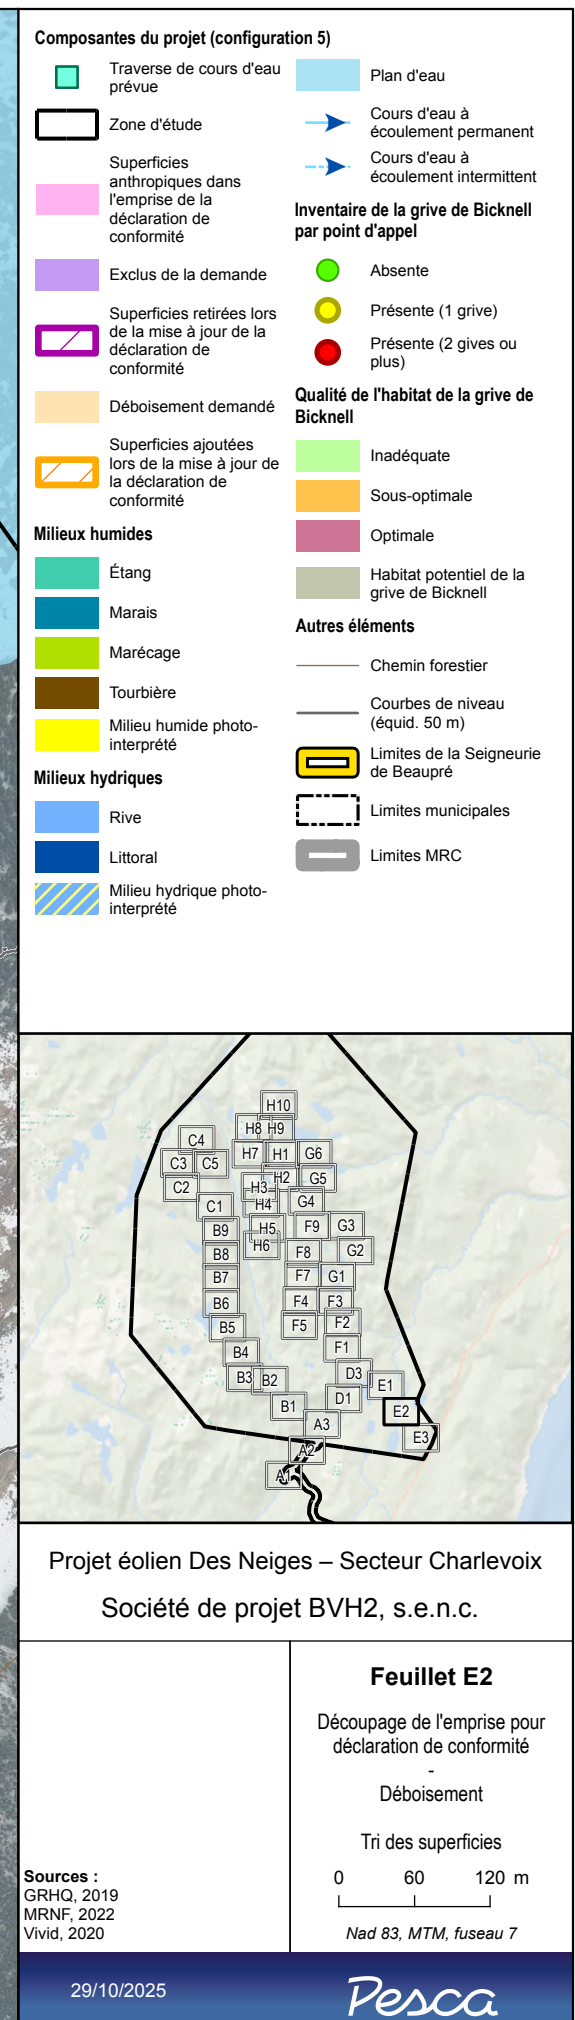 Composantes du projet (configuration 5)
Traverse de cours d'eau
prévue
Zone d'étude
Superficies
anthropiques dans
l'emprise de la
déclaration de
conformité
Exclus de la demande
Superficies retirées lors
de la mise à jour de la
déclaration de
conformité
Déboisement demandé
Superficies ajoutées
lors de la mise à jour de
la déclaration de
conformité
Milieux humides
Étang
Marais
Marécage
Tourbière
Milieu humide photo-
interprété
Milieux hydriques
Rive
Littoral
Milieu hydrique photo-
interprété
Plan d'eau
Cours d'eau à
écoulement permanent
Cours d'eau à
écoulement intermittent
Inventaire de la grive de Bicknell
par point d'appel
Absente
Présente (1 grive)
Présente (2 gives ou
plus)
Qualité de l'habitat de la grive de
Bicknell
Inadéquate
Sous-optimale
Optimale
Habitat potentiel de la
grive de Bicknell
Autres éléments
Chemin forestier
Courbes de niveau
(équid. 50 m)
Limites de la Seigneurie
de Beaupré
Limites municipales
Limites MRC
H10
H8 H9
C4
H7 H1 G6
C3 C5
H2 G5
C2 H3
H4 G4
C1
H5 F9 G3
B9
H6 F8 G2
B8
B7 F7 G1
B6 F4 F3
B5 F5 F2
B4 F1
B3 B2 D3
E1
B1 D1
E2
A3
E3
A2
A1
Projet éolien Des Neiges – Secteur Charlevoix
Société de projet BVH2, s.e.n.c.
Feuillet E2
Découpage de l'emprise pour
déclaration de conformité
-
Déboisement
Tri des superficies
0 60 120 m
Nad 83, MTM, fuseau 7
Sources :
GRHQ, 2019
MRNF, 2022
Vivid, 2020
29/10/2025
Pesca